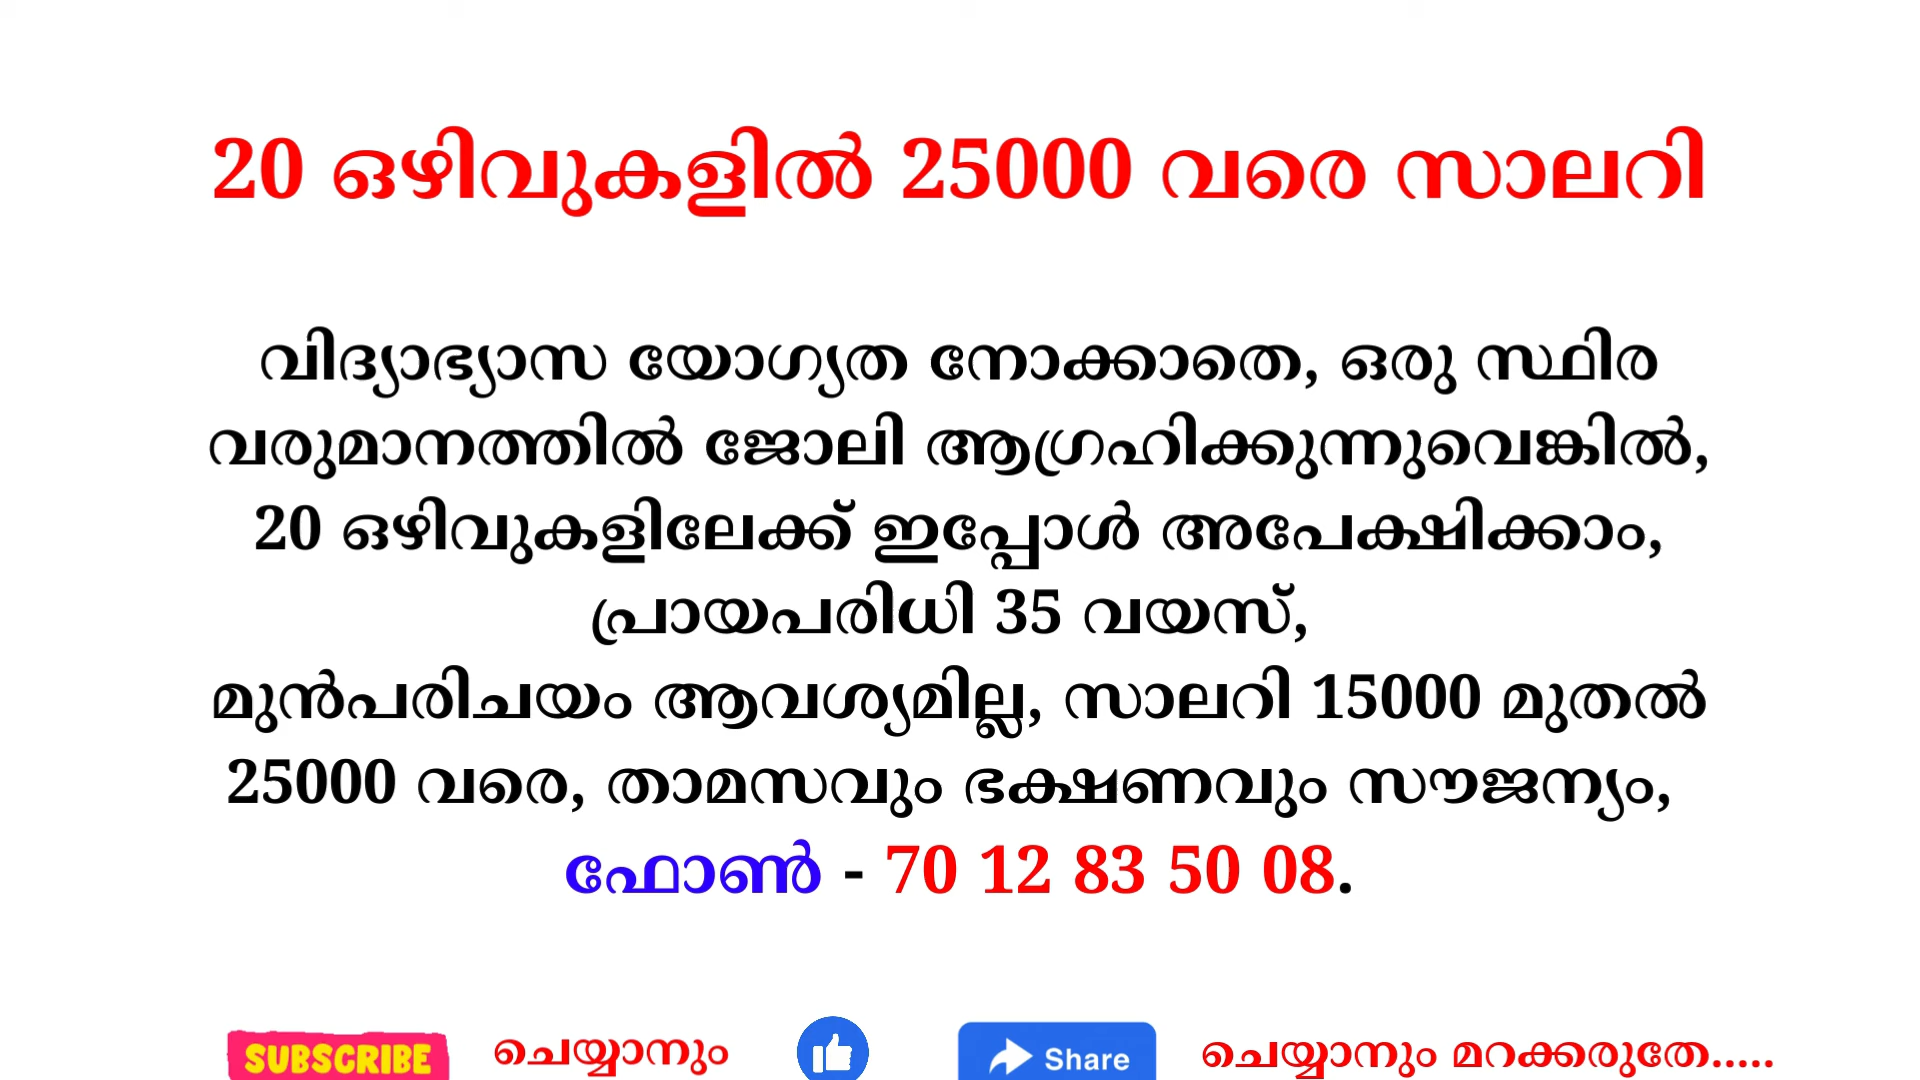 20 ഒഴിവുകളിൽ 25000 വരെ സാലറി
വിദ്യാഭ്യാസ യോഗ്യത നോക്കാതെ, ഒരു സ്ഥിര
വരുമാനത്തിൽ ജോലി ആഗ്രഹിക്കുന്നുവെങ്കിൽ,
20 ഒഴിവുകളിലേക്ക് ഇപ്പോൾ അപേക്ഷിക്കാം,
പ്രായപരിധി 35 വയസ്,
മുൻപരിചയം ആവശ്യമില്ല, സാലറി 15000 മുതൽ
25000 വരെ, താമസവും ഭക്ഷണവും സൗജന്യം,
ഫോൺ - 70 12 83 50 08.
SUBSCRIBE ചെയ്യാനും Share ചെയ്യാനും മറക്കരുതേ.....